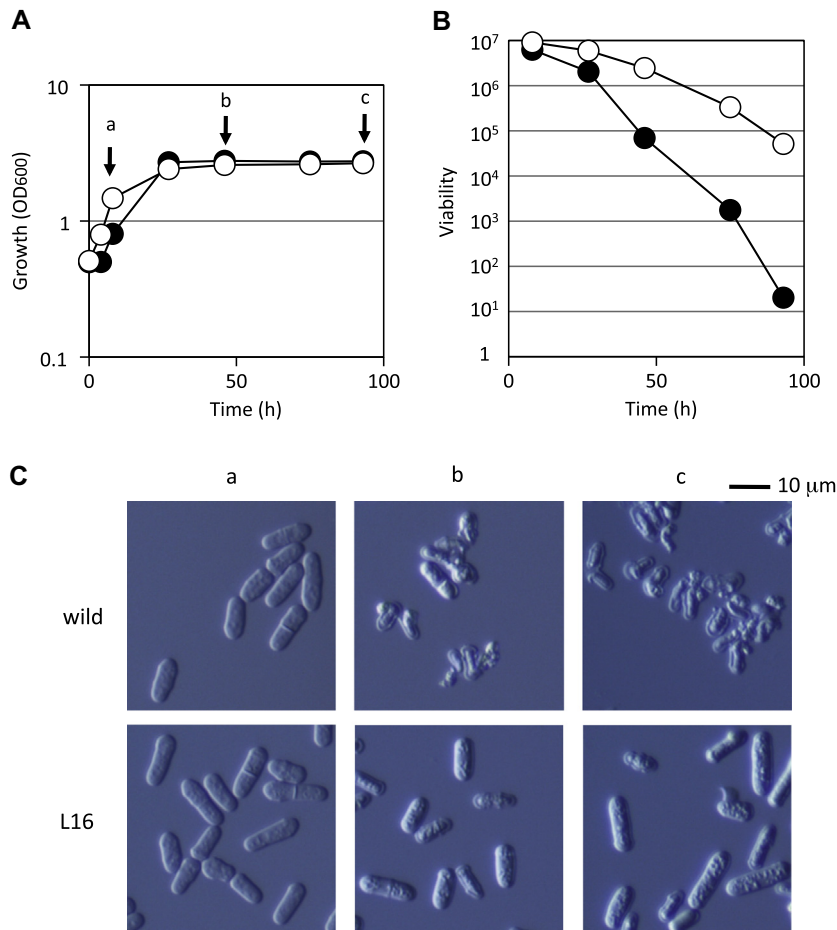 A
10
1
0.1
Growth (OD600)
a
b
c
0
50
100
Time (h)
B
10⁷
10⁶
10⁵
10⁴
10³
10²
10¹
1
Viability
0
50
100
Time (h)
C
a
b
c
10 μm
wild
L16